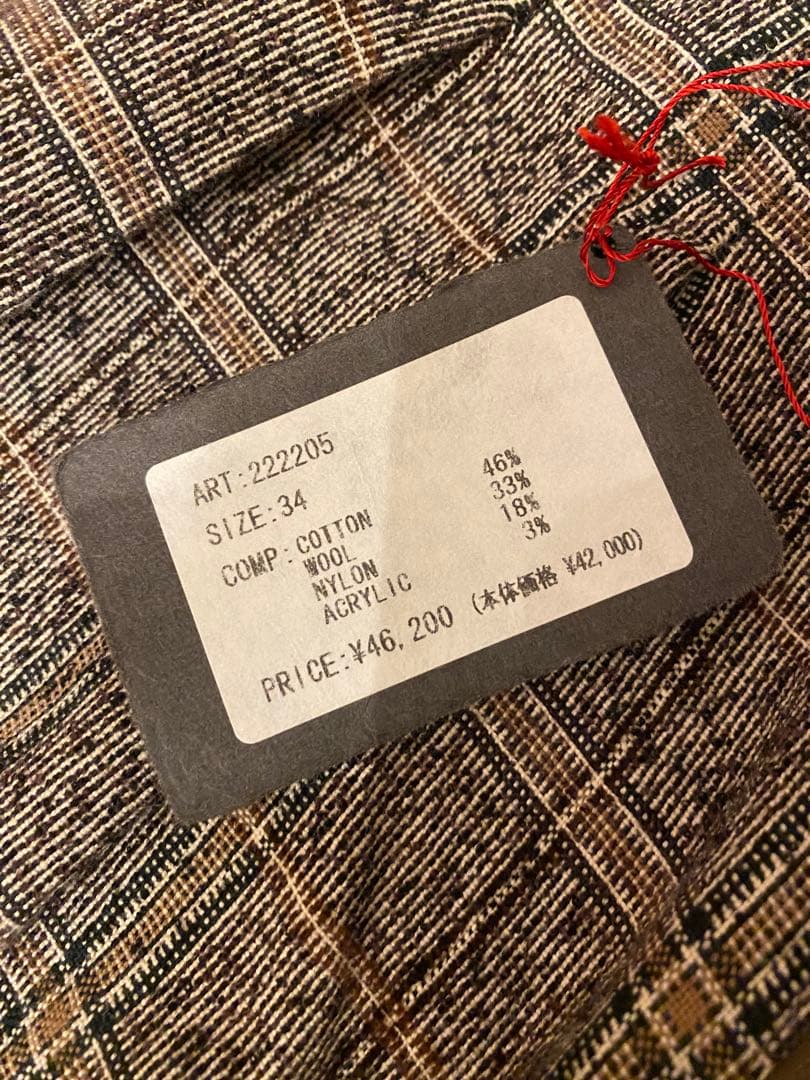 ART:222205
SIZE:34
COMP:COTTON 46%
WOOL 33%
NYLON 18%
ACRYLIC 3%
PRICE:¥46,200 (本体価格 ¥42,000)